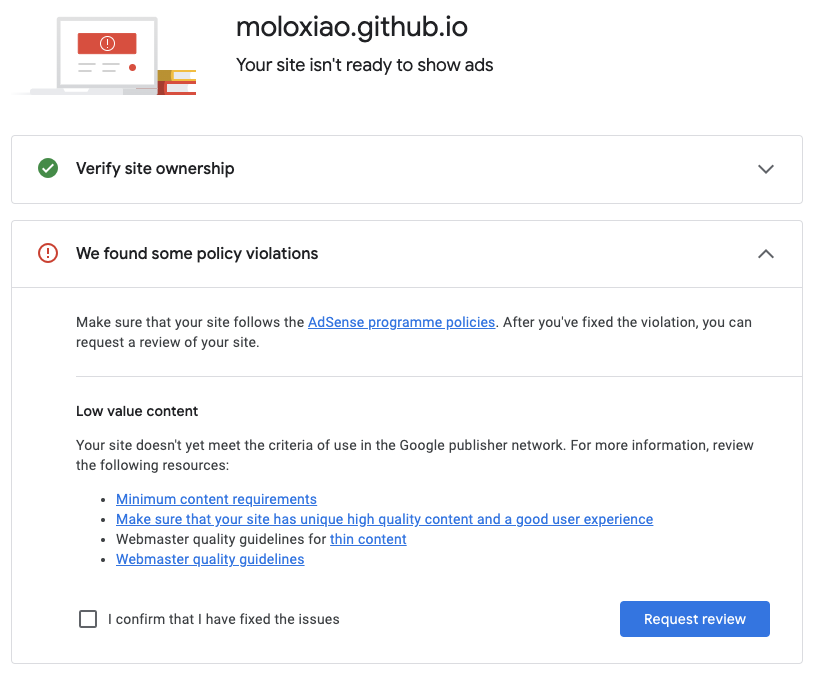 moloxiao.github.io
Your site isn't ready to show ads
Verify site ownership
We found some policy violations
Make sure that your site follows the AdSense programme policies. After you've fixed the violation, you can
request a review of your site.
Low value content
Your site doesn't yet meet the criteria of use in the Google publisher network. For more information, review
the following resources:
• Minimum content requirements
• Make sure that your site has unique high quality content and a good user experience
• Webmaster quality guidelines for thin content
• Webmaster quality guidelines
I confirm that I have fixed the issues
Request review